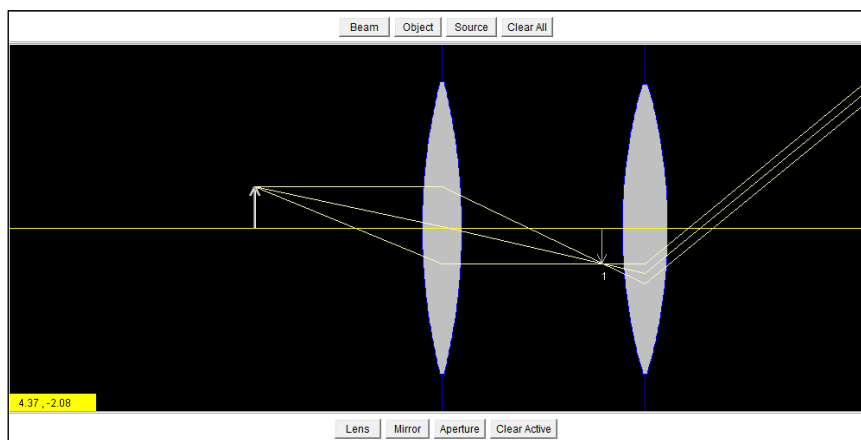 Beam Object Source Clear All
1
4.37 , -2.08
Lens Mirror Aperture Clear Active